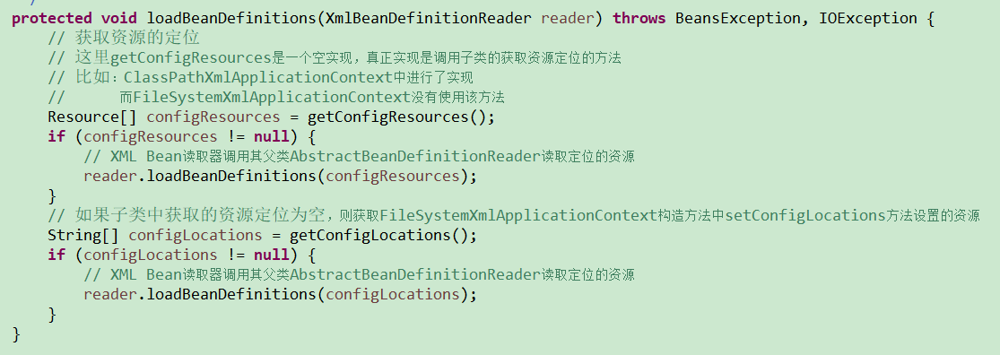 protected void loadBeanDefinitions(XmlBeanDefinitionReader reader) throws BeansException, IOException {
// 获取资源的定位
// 这里getConfigResources是一个空实现，真正实现是调用子类的获取资源定位的方法
// 比如：ClassPathXmlApplicationContext中进行了实现
// 而FileSystemXmlApplicationContext没有使用该方法
Resource[] configResources = getConfigResources();
if (configResources != null) {
// XML Bean读取器调用其父类AbstractBeanDefinitionReader读取定位的资源
reader.loadBeanDefinitions(configResources);
}
// 如果子类中获取的资源定位为空，则获取FileSystemXmlApplicationContext构造方法中setConfigLocations方法设置的资源
String[] configLocations = getConfigLocations();
if (configLocations != null) {
// XML Bean读取器调用其父类AbstractBeanDefinitionReader读取定位的资源
reader.loadBeanDefinitions(configLocations);
}
}